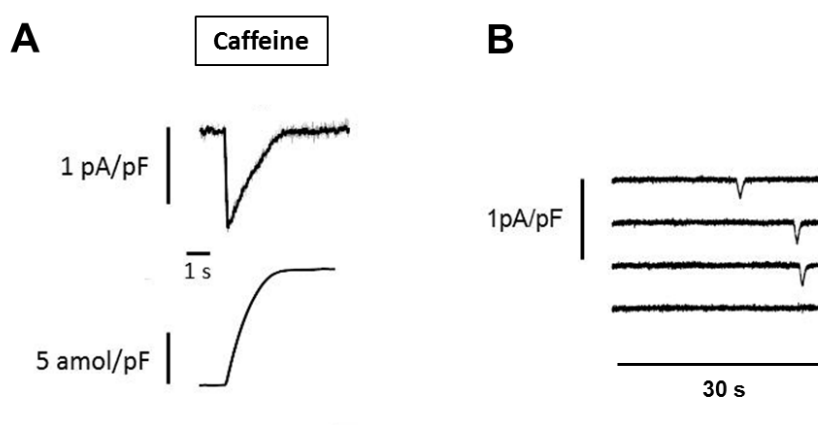 A
Caffeine
1 pA/pF
1 s
5 amol/pF
B
1pA/pF
30 s